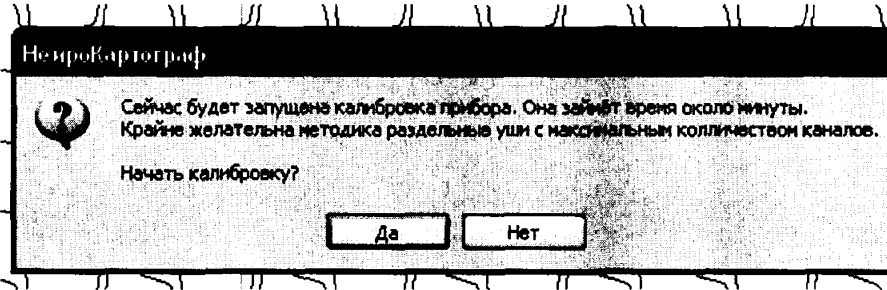 НейроКартограф
Сейчас будет запущена калибровка прибора. Она займёт время около минуты.
Крайне желательна методика раздельные уши с максимальным колличеством каналов.
Начать калибровку?
Да
Нет